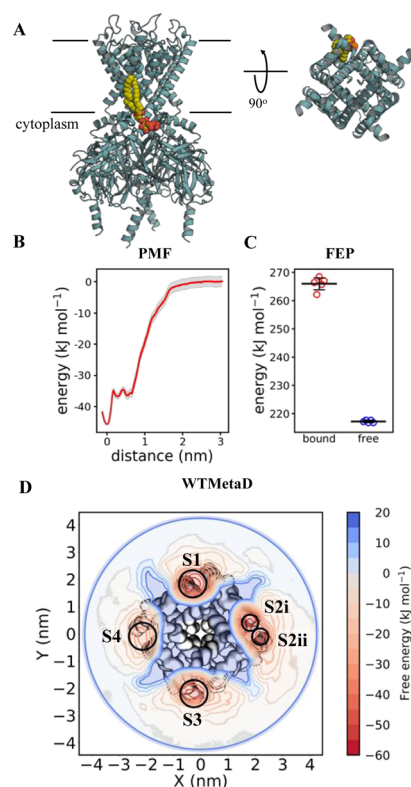 A
cytoplasm
90°
B
PMF
energy (kJ mol⁻¹)
0
−10
−20
−30
−40
−50
0
1
2
3
distance (nm)
C
FEP
energy (kJ mol⁻¹)
270
260
250
240
230
220
bound
free
D
WTMetaD
Y (nm)
4
3
2
1
0
−1
−2
−3
−4
S1
S2i
S2ii
S4
S3
−4
−3
−2
−1
0
1
2
3
4
X (nm)
20
10
0
−10
−20
−30
−40
−50
−60
Free energy (kJ mol⁻¹)